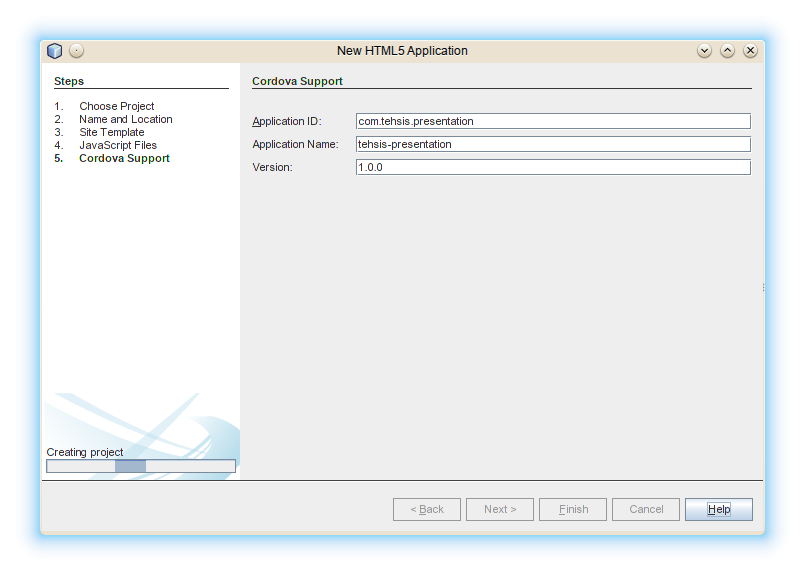 New HTML5 Application
Steps
1. Choose Project
2. Name and Location
3. Site Template
4. JavaScript Files
5. Cordova Support
Creating project
Cordova Support
Application ID: com.tehsis.presentation
Application Name: tehsis-presentation
Version: 1.0.0
< Back Next > Finish Cancel Help